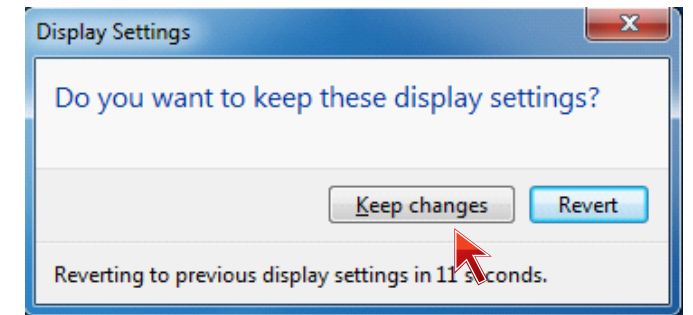 Display Settings
Do you want to keep these display settings?
Keep changes
Revert
Reverting to previous display settings in 11 seconds.